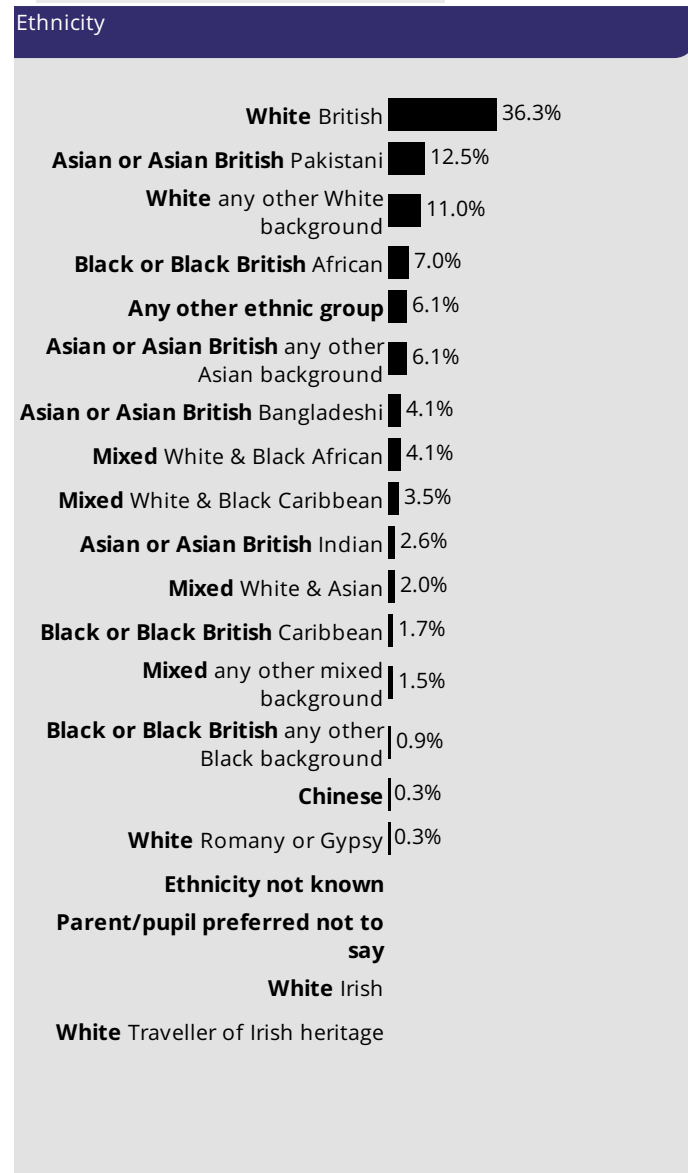 Ethnicity
White British 36.3%
Asian or Asian British Pakistani 12.5%
White any other White
background 11.0%
Black or Black British African 7.0%
Any other ethnic group 6.1%
Asian or Asian British any other
Asian background 6.1%
Asian or Asian British Bangladeshi 4.1%
Mixed White & Black African 4.1%
Mixed White & Black Caribbean 3.5%
Asian or Asian British Indian 2.6%
Mixed White & Asian 2.0%
Black or Black British Caribbean 1.7%
Mixed any other mixed
background 1.5%
Black or Black British any other
Black background 0.9%
Chinese 0.3%
White Romany or Gypsy 0.3%
Ethnicity not known
Parent/pupil preferred not to
say
White Irish
White Traveller of Irish heritage